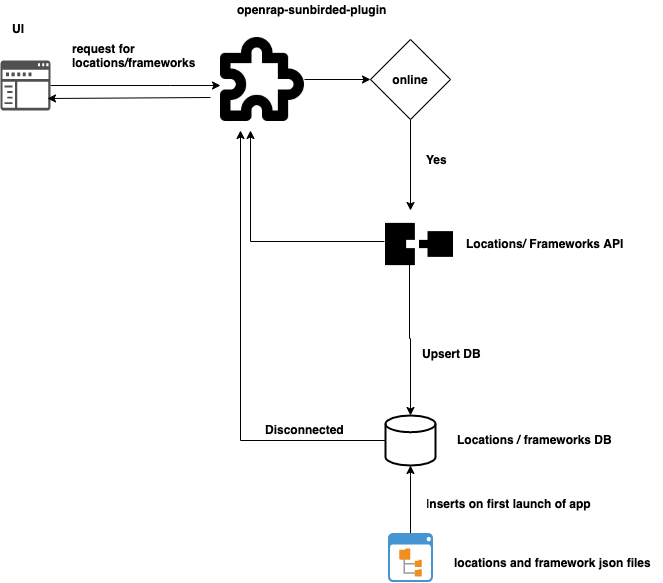 openrap-sunbirded-plugin
UI
request for
locations/frameworks
online
Yes
Locations/ Frameworks API
Upsert DB
Disconnected
Locations / frameworks DB
Inserts on first launch of app
locations and framework json files